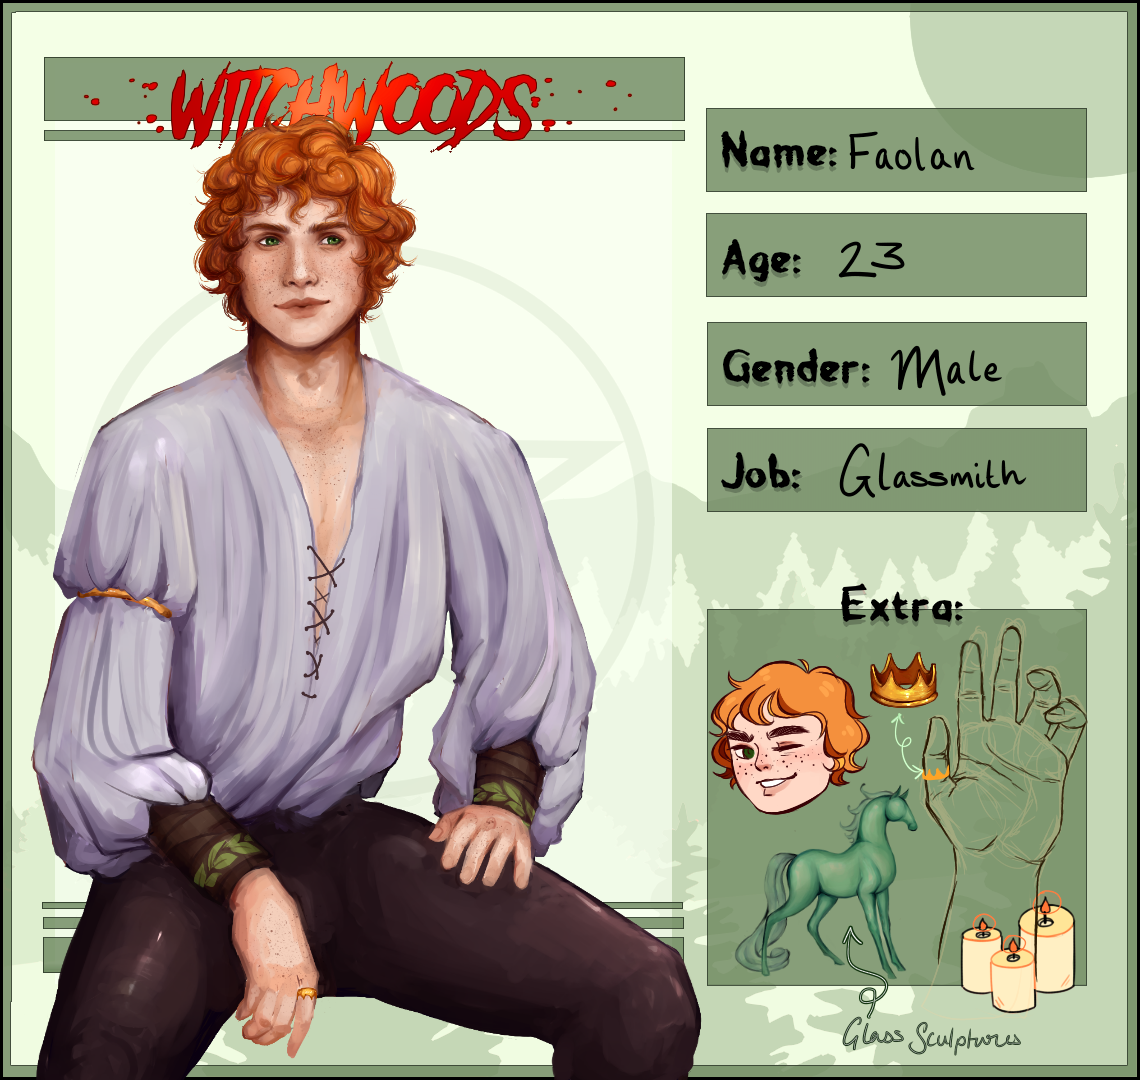 WITCHWOODS
Name: Faolan
Age: 23
Gender: Male
Job: Glassmith
Extra:
Glass Sculptures